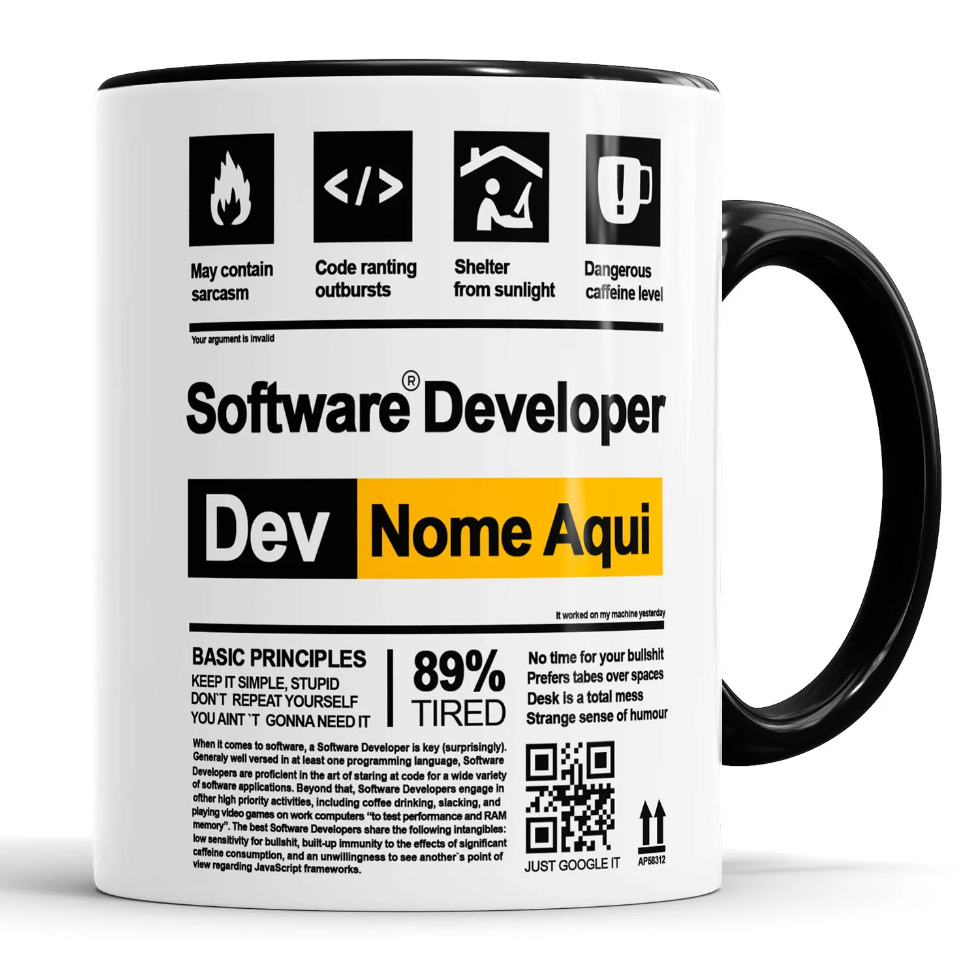 </>
!
May contain
sarcasm
Code ranting
outbursts
Shelter
from sunlight
Dangerous
caffeine level
Your argument is invalid
Software® Developer
Dev Nome Aqui
It worked on my machine yesterday
BASIC PRINCIPLES
KEEP IT SIMPLE, STUPID
DON`T REPEAT YOURSELF
YOU AINT `T GONNA NEED IT
89%
TIRED
No time for your bullshit
Prefers tabes over spaces
Desk is a total mess
Strange sense of humour
When it comes to software, a Software Developer is key (surprisingly).
Generaly well versed in at least one programming language, Software
Developers are proficient in the art of staring at code for a wide variety
of software applications. Beyond that, Software Developers engage in
ofther high priority activities, including coffee drinking, slacking, and
playing video games on work computers “to test performance and RAM
memory”. The best Software Developers share the following intangibles:
low sensitivity for bullshit, built-up immunity to the effects of significant
caffeine consumption, and an unwillingness to see another`s point of
view regarding JavaScript frameworks.
JUST GOOGLE IT
AP58312